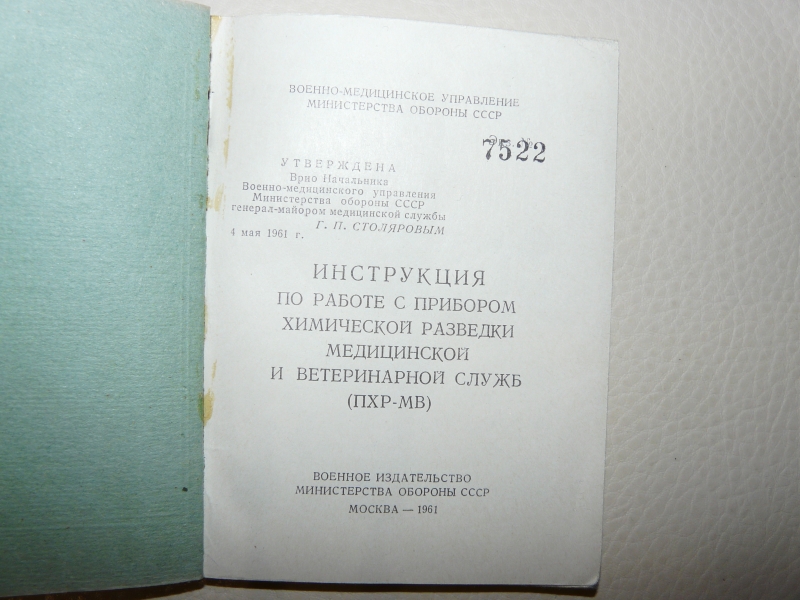 ВОЕННО-МЕДИЦИНСКОЕ УПРАВЛЕНИЕ
МИНИСТЕРСТВА ОБОРОНЫ СССР
Экз. №
7522
УТВЕРЖДЕНА
Врио Начальника
Военно-медицинского управления
Министерства обороны СССР
генерал-майором медицинской службы
Г. П. СТОЛЯРОВЫМ
4 мая 1961 г.
ИНСТРУКЦИЯ
ПО РАБОТЕ С ПРИБОРОМ
ХИМИЧЕСКОЙ РАЗВЕДКИ
МЕДИЦИНСКОЙ
И ВЕТЕРИНАРНОЙ СЛУЖБ
(ПХР-МВ)
ВОЕННОЕ ИЗДАТЕЛЬСТВО
МИНИСТЕРСТВА ОБОРОНЫ СССР
МОСКВА — 1961